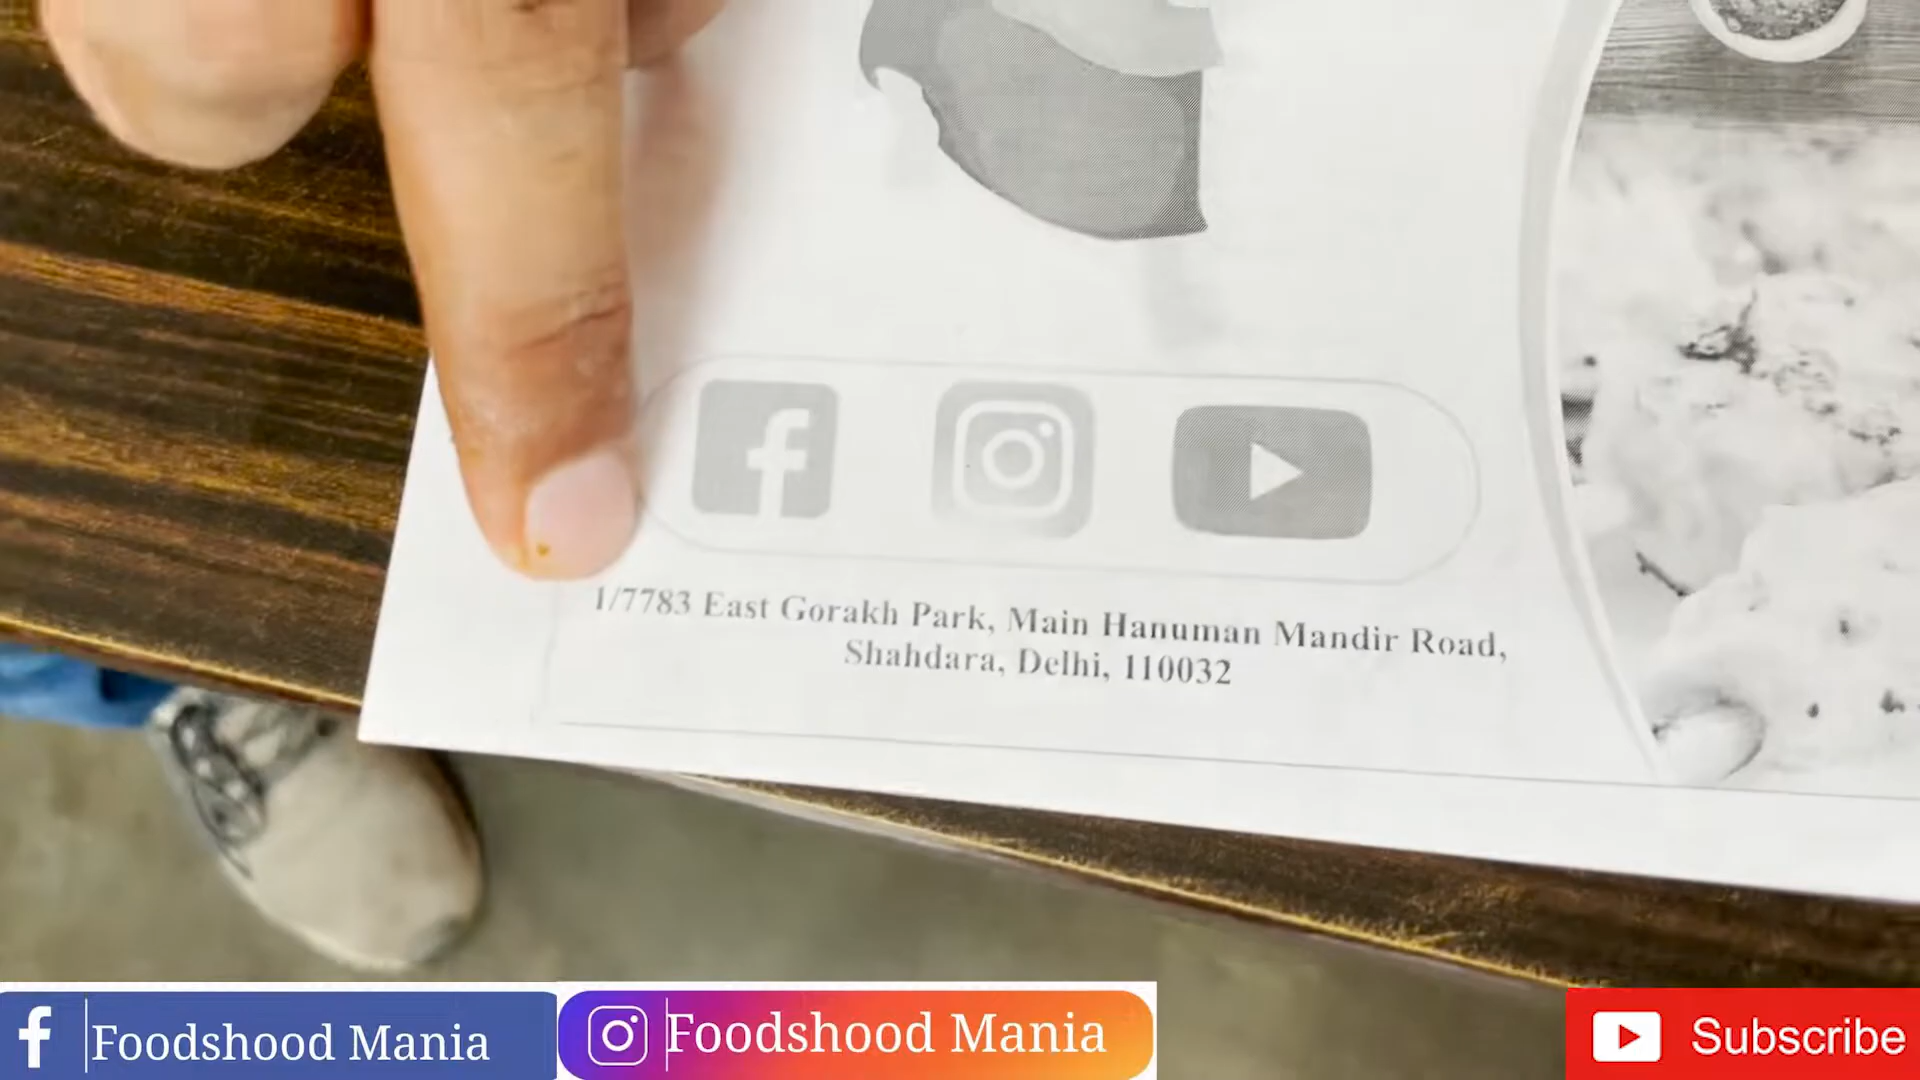 1/7783 East Gorakh Park, Main Hanuman Mandir Road,
Shahdara, Delhi, 110032
Foodshood Mania
Foodshood Mania
Subscribe